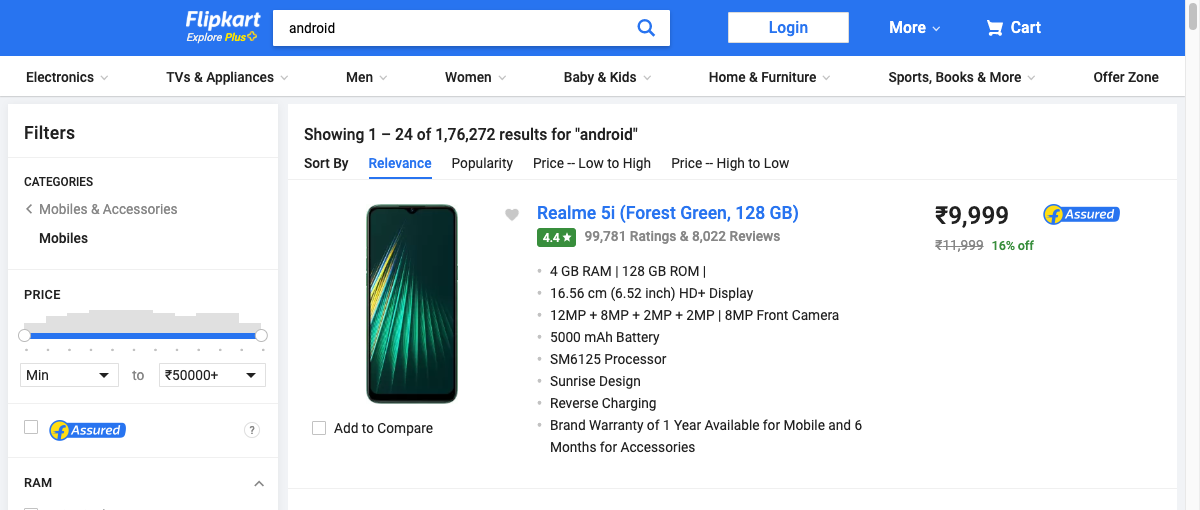 Flipkart
Explore Plus
android
Login
More
Cart
Electronics
TVs & Appliances
Men
Women
Baby & Kids
Home & Furniture
Sports, Books & More
Offer Zone
Filters
CATEGORIES
Mobiles & Accessories
Mobiles
PRICE
Min
to
₹50000+
Assured
?
RAM
Showing 1 – 24 of 1,76,272 results for "android"
Sort By
Relevance
Popularity
Price -- Low to High
Price -- High to Low
Realme 5i (Forest Green, 128 GB)
4.4 ★
99,781 Ratings & 8,022 Reviews
4 GB RAM | 128 GB ROM |
16.56 cm (6.52 inch) HD+ Display
12MP + 8MP + 2MP + 2MP | 8MP Front Camera
5000 mAh Battery
SM6125 Processor
Sunrise Design
Reverse Charging
Brand Warranty of 1 Year Available for Mobile and 6
Months for Accessories
Add to Compare
₹9,999
Assured
₹11,999 16% off